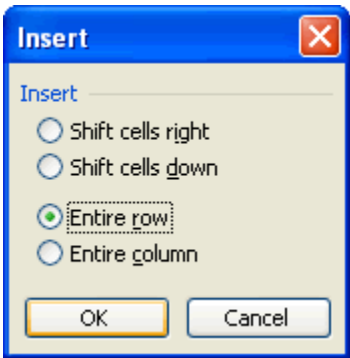 Insert
Insert
Shift cells right
Shift cells down
Entire row
Entire column
OK Cancel